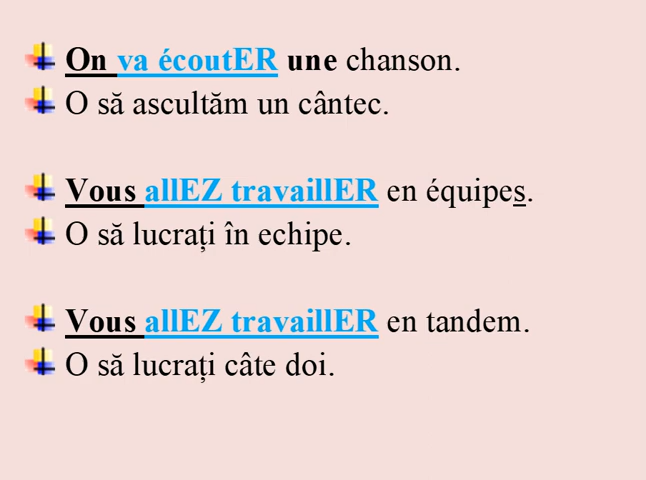 On va écoutER une chanson.
O să ascultăm un cântec.
Vous allEZ travaillER en équipes.
O să lucrați în echipe.
Vous allEZ travaillER en tandem.
O să lucrați câte doi.